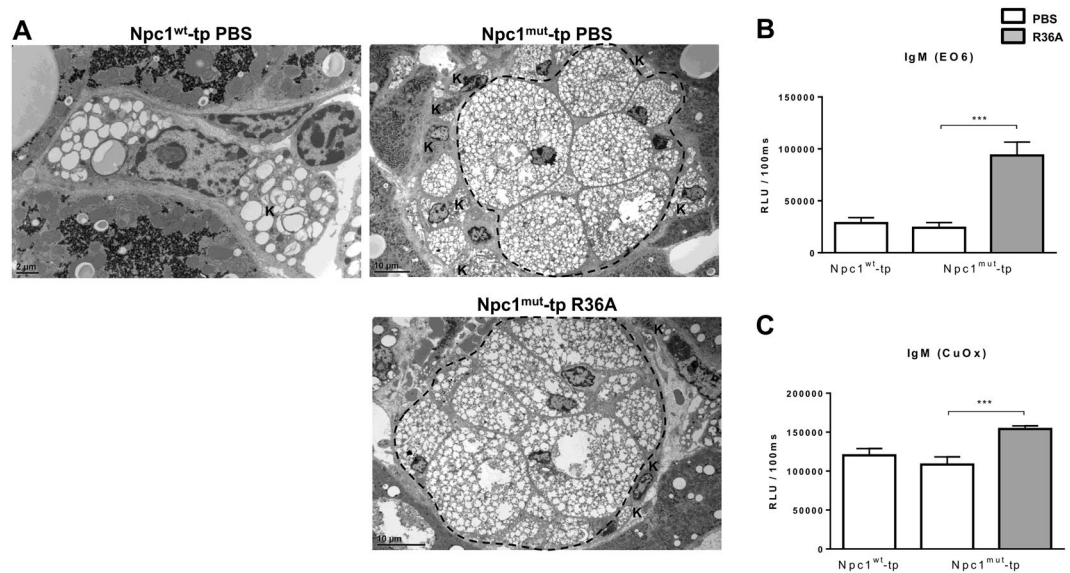 A
Npc1wt-tp PBS
K
2 µm
Npc1mut-tp PBS
K
K
K
K
K
K
K
K
10 µm
Npc1mut-tp R36A
K
K
K
10 µm
PBS
R36A
B
IgM (EO6)
RLU / 100ms
150000
100000
50000
0
***
Npc1wt-tp
Npc1mut-tp
C
IgM (CuOx)
RLU / 100ms
200000
150000
100000
50000
0
***
Npc1wt-tp
Npc1mut-tp